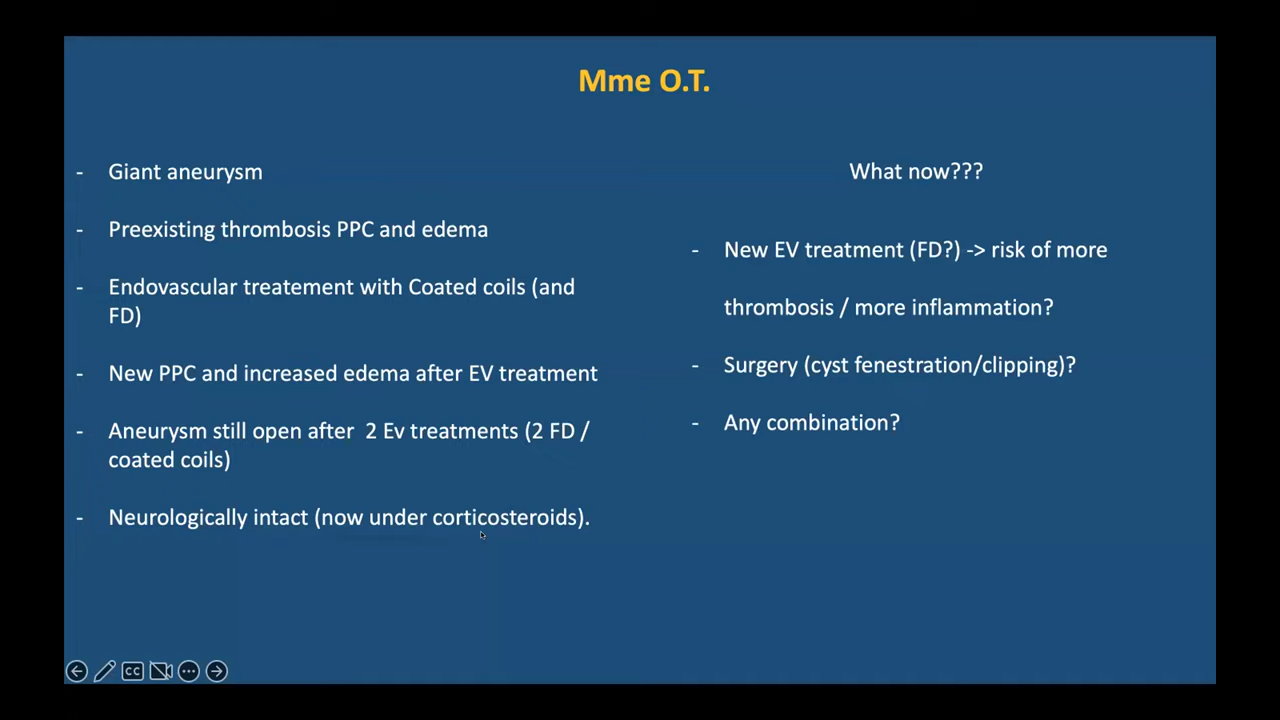 Mme O.T.
- Giant aneurysm
- Preexisting thrombosis PPC and edema
- Endovascular treatement with Coated coils (and
FD)
- New PPC and increased edema after EV treatment
- Aneurysm still open after 2 Ev treatments (2 FD /
coated coils)
- Neurologically intact (now under corticosteroids).
What now???
- New EV treatment (FD?) -> risk of more
thrombosis / more inflammation?
- Surgery (cyst fenestration/clipping)?
- Any combination?
CC